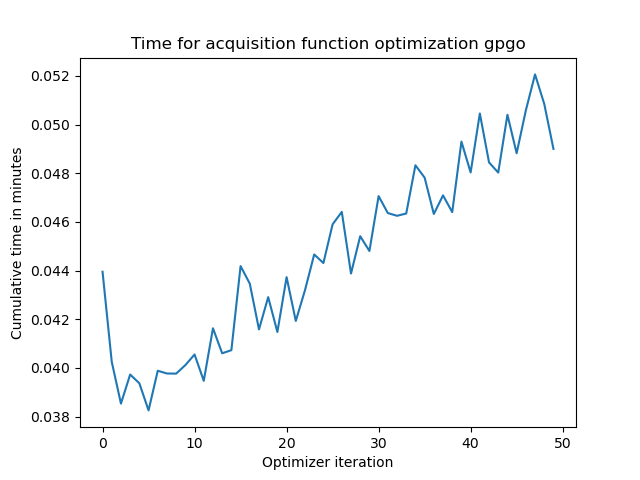 Time for acquisition function optimization gpgo
0.052
0.050
0.048
0.046
0.044
0.042
0.040
0.038
Cumulative time in minutes
0 10 20 30 40 50
Optimizer iteration